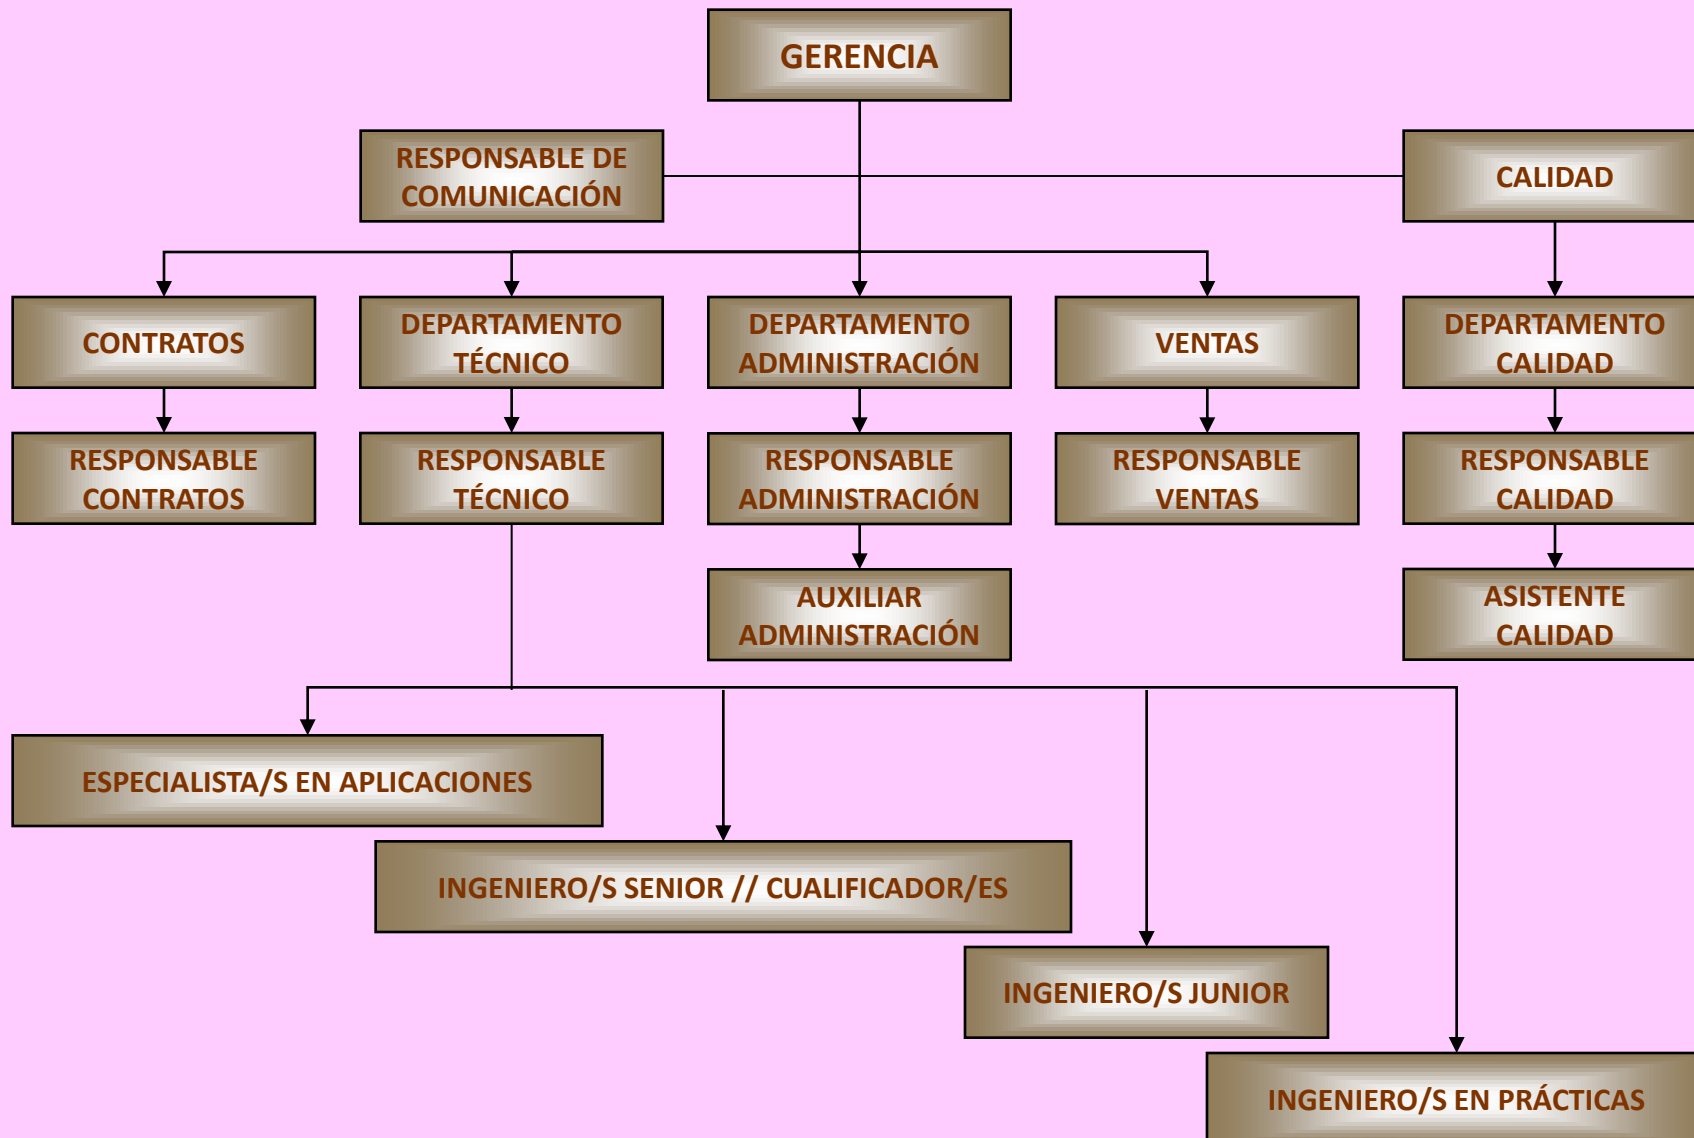 GERENCIA
RESPONSABLE DE
COMUNICACIÓN
CALIDAD
CONTRATOS
DEPARTAMENTO
TÉCNICO
DEPARTAMENTO
ADMINISTRACIÓN
VENTAS
DEPARTAMENTO
CALIDAD
RESPONSABLE
CONTRATOS
RESPONSABLE
TÉCNICO
RESPONSABLE
ADMINISTRACIÓN
RESPONSABLE
VENTAS
RESPONSABLE
CALIDAD
AUXILIAR
ADMINISTRACIÓN
ASISTENTE
CALIDAD
ESPECIALISTA/S EN APLICACIONES
INGENIERO/S SENIOR // CUALIFICADOR/ES
INGENIERO/S JUNIOR
INGENIERO/S EN PRÁCTICAS